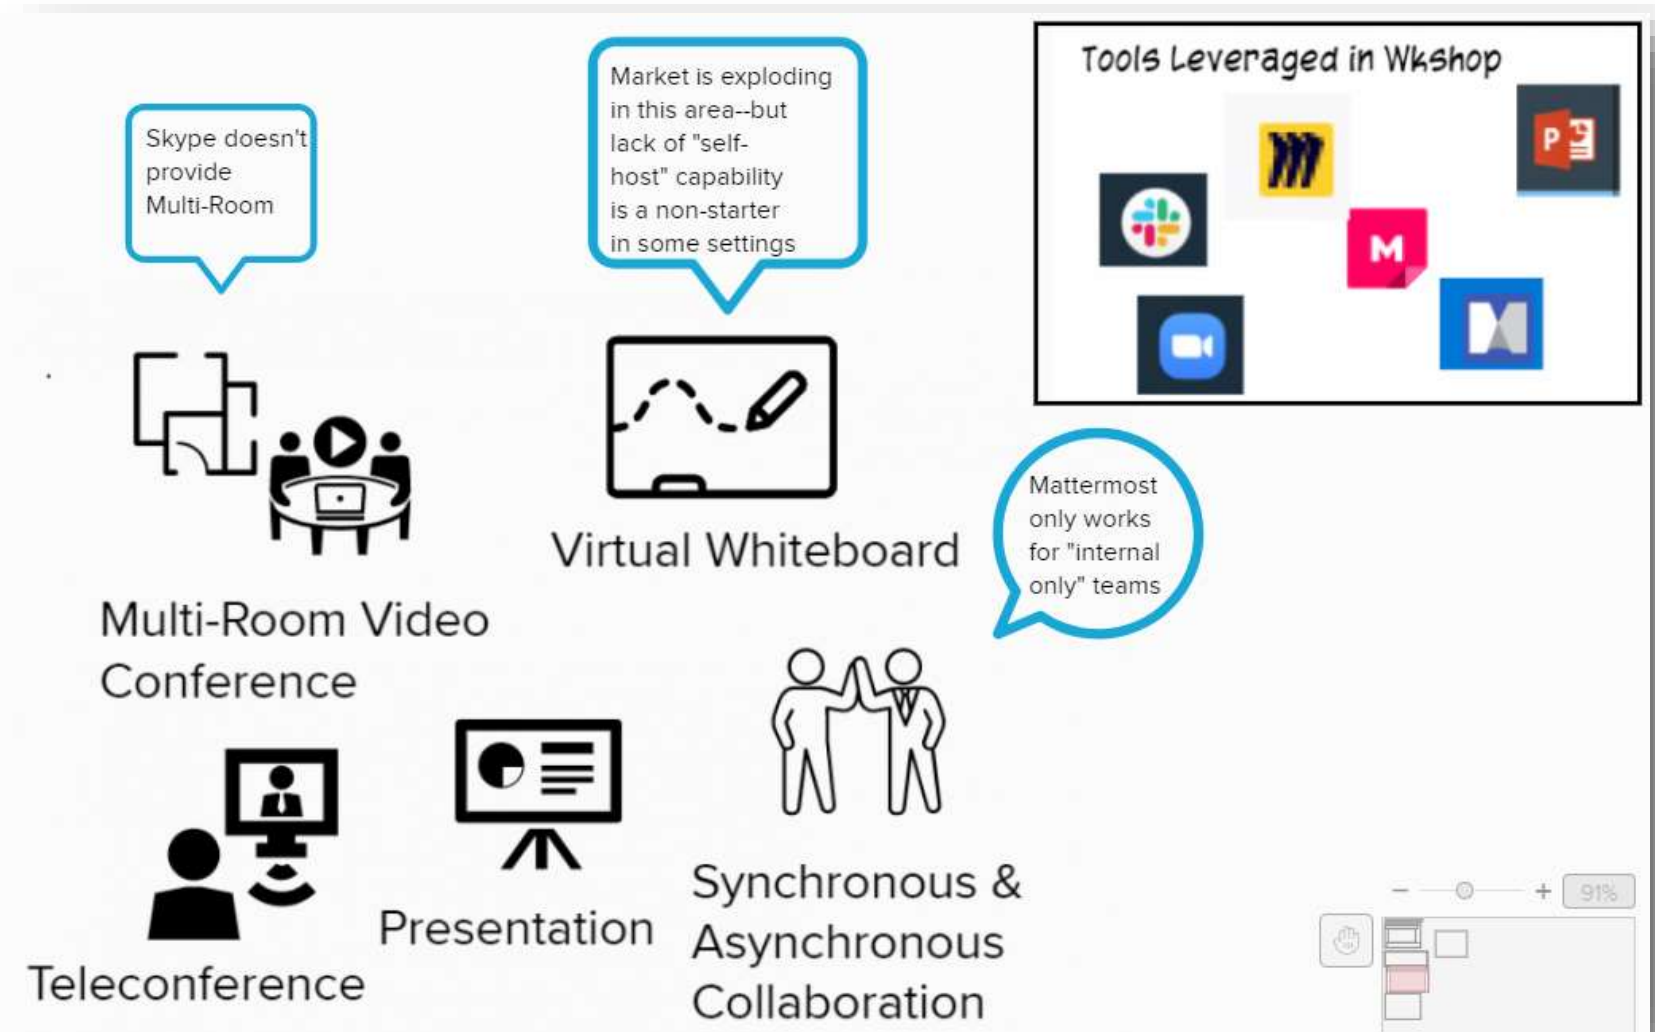 Skype doesn't
provide
Multi-Room
Market is exploding
in this area--but
lack of "self-
host" capability
is a non-starter
in some settings
Tools Leveraged in Wkshop
P
M
Mattermost
only works
for "internal
only" teams
Virtual Whiteboard
Multi-Room Video
Conference
Teleconference
Presentation
Synchronous &
Asynchronous
Collaboration
91%